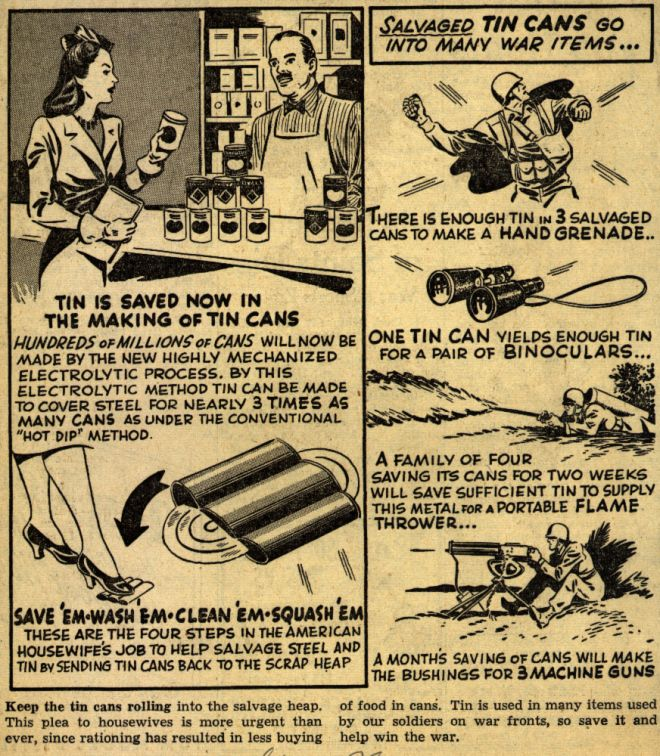 TIN IS SAVED NOW IN
THE MAKING OF TIN CANS
HUNDREDS OF MILLIONS OF CANS WILL NOW BE
MADE BY THE NEW HIGHLY MECHANIZED
ELECTROLYTIC PROCESS. BY THIS
ELECTROLYTIC METHOD TIN CAN BE MADE
TO COVER STEEL FOR NEARLY 3 TIMES AS
MANY CANS AS UNDER THE CONVENTIONAL
"HOT DIP" METHOD.
SAVE 'EM•WASH 'EM•CLEAN 'EM•SQUASH 'EM
THESE ARE THE FOUR STEPS IN THE AMERICAN
HOUSEWIFE'S JOB TO HELP SALVAGE STEEL AND
TIN BY SENDING TIN CANS BACK TO THE SCRAP HEAP
SALVAGED TIN CANS GO
INTO MANY WAR ITEMS...
THERE IS ENOUGH TIN IN 3 SALVAGED
CANS TO MAKE A HAND GRENADE..
ONE TIN CAN YIELDS ENOUGH TIN
FOR A PAIR OF BINOCULARS...
A FAMILY OF FOUR
SAVING ITS CANS FOR TWO WEEKS
WILL SAVE SUFFICIENT TIN TO SUPPLY
THIS METAL FOR A PORTABLE FLAME
THROWER...
A MONTH'S SAVING OF CANS WILL MAKE
THE BUSHINGS FOR 3 MACHINE GUNS
Keep the tin cans rolling into the salvage heap.
This plea to housewives is more urgent than
ever, since rationing has resulted in less buying
of food in cans. Tin is used in many items used
by our soldiers on war fronts, so save it and
help win the war.